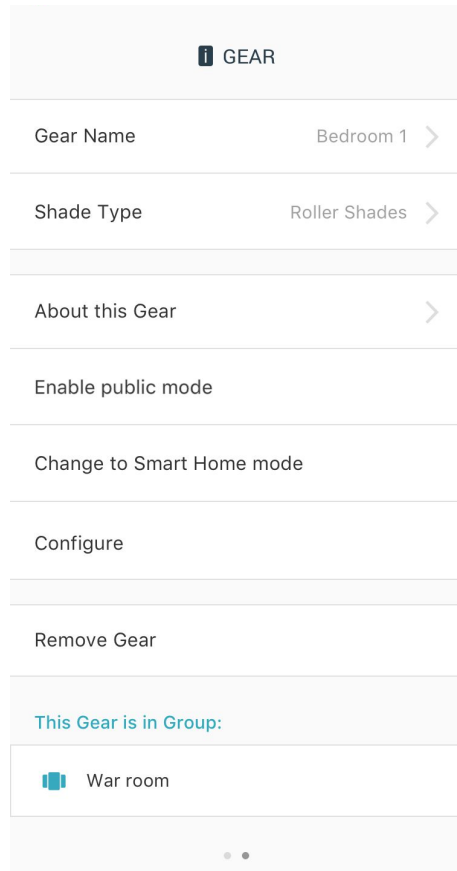 i GEAR
Gear Name Bedroom 1
Shade Type Roller Shades
About this Gear
Enable public mode
Change to Smart Home mode
Configure
Remove Gear
This Gear is in Group:
War room